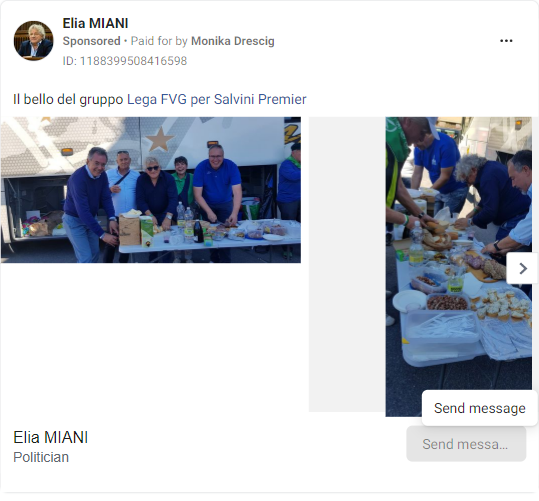 Elia MIANI
Sponsored • Paid for by Monika Drescig
ID: 1188399508416598
Il bello del gruppo Lega FVG per Salvini Premier
Send message
Elia MIANI
Politician
Send messa...